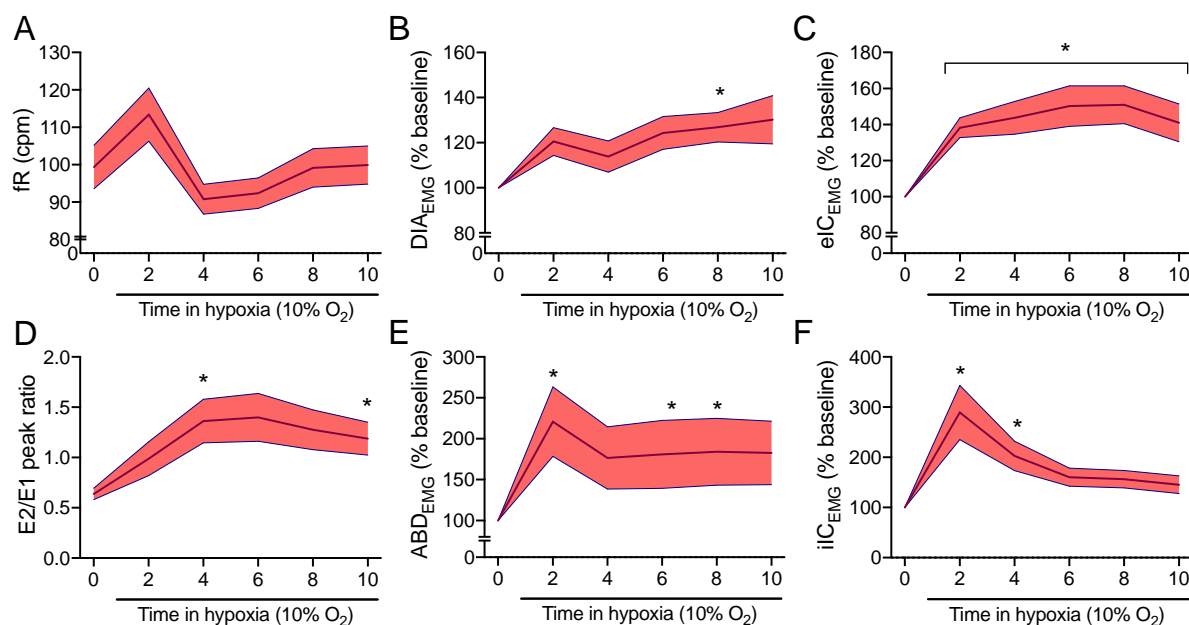 A
fR (cpm)
130
120
110
100
90
80
0
0 2 4 6 8 10
Time in hypoxia (10% O2)
B
DIAEMG (% baseline)
160
140
120
100
80
0
*
0 2 4 6 8 10
Time in hypoxia (10% O2)
C
eICEMG (% baseline)
180
160
140
120
100
80
0
*
0 2 4 6 8 10
Time in hypoxia (10% O2)
D
E2/E1 peak ratio
2.0
1.5
1.0
0.5
0.0
* *
0 2 4 6 8 10
Time in hypoxia (10% O2)
E
ABDEMG (% baseline)
300
250
200
150
100
0
* * *
0 2 4 6 8 10
Time in hypoxia (10% O2)
F
iICEMG (% baseline)
400
300
200
100
0
* *
0 2 4 6 8 10
Time in hypoxia (10% O2)